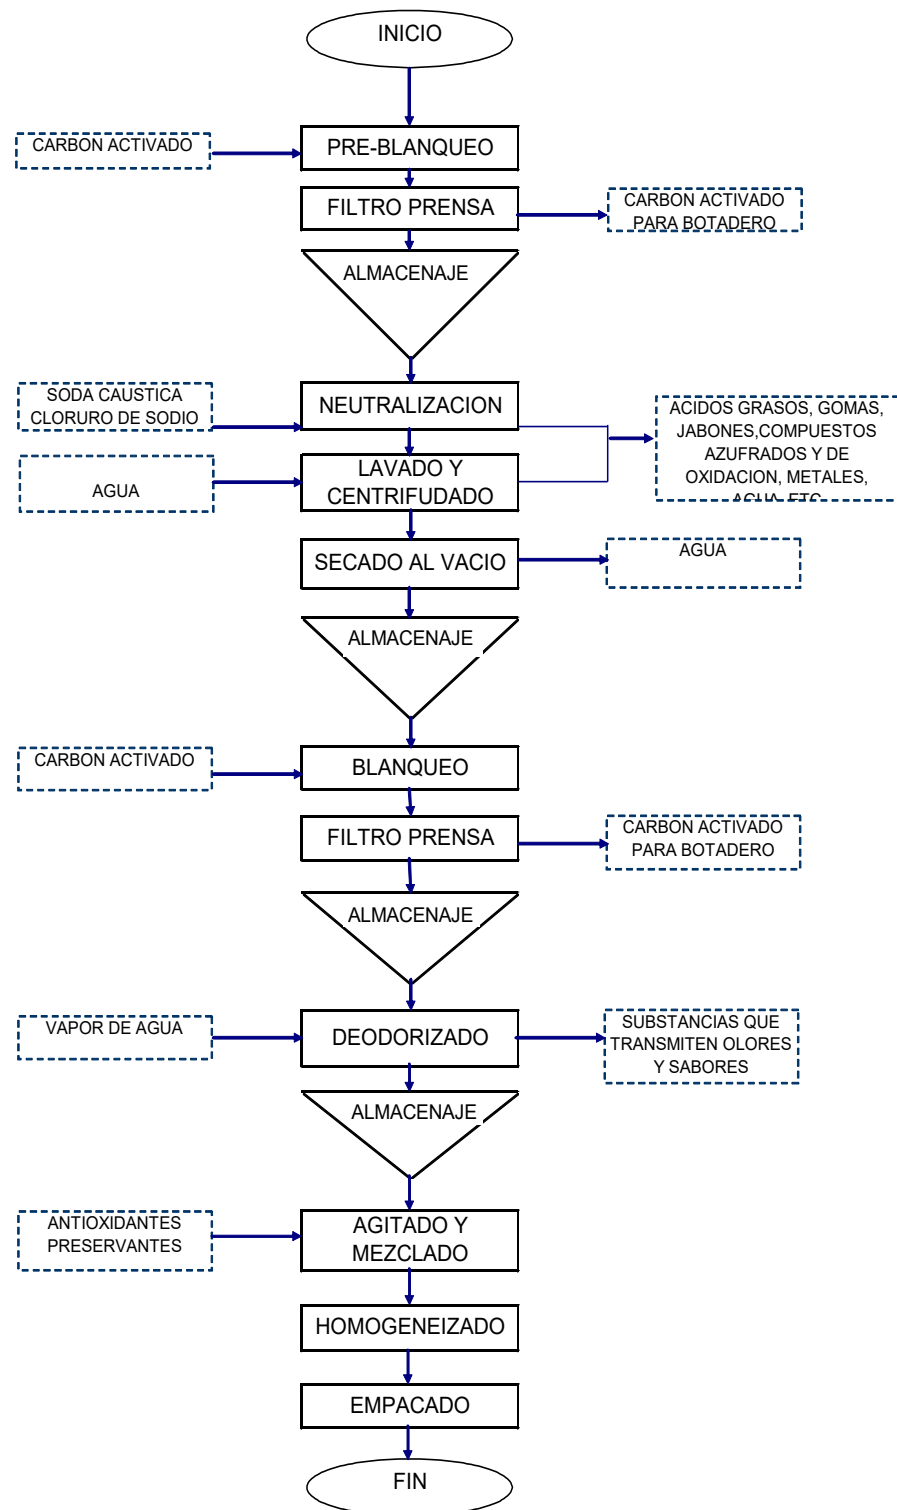 INICIO
CARBON ACTIVADO
PRE-BLANQUEO
FILTRO PRENSA
CARBON ACTIVADO
PARA BOTADERO
ALMACENAJE
SODA CAUSTICA
CLORURO DE SODIO
NEUTRALIZACION
ACIDOS GRASOS, GOMAS,
JABONES,COMPUESTOS
AZUFRADOS Y DE
OXIDACION, METALES,
AGUA, ETC
AGUA
LAVADO Y
CENTRIFUDADO
SECADO AL VACIO
AGUA
ALMACENAJE
CARBON ACTIVADO
BLANQUEO
FILTRO PRENSA
CARBON ACTIVADO
PARA BOTADERO
ALMACENAJE
VAPOR DE AGUA
DEODORIZADO
SUBSTANCIAS QUE
TRANSMITEN OLORES
Y SABORES
ALMACENAJE
ANTIOXIDANTES
PRESERVANTES
AGITADO Y
MEZCLADO
HOMOGENEIZADO
EMPACADO
FIN